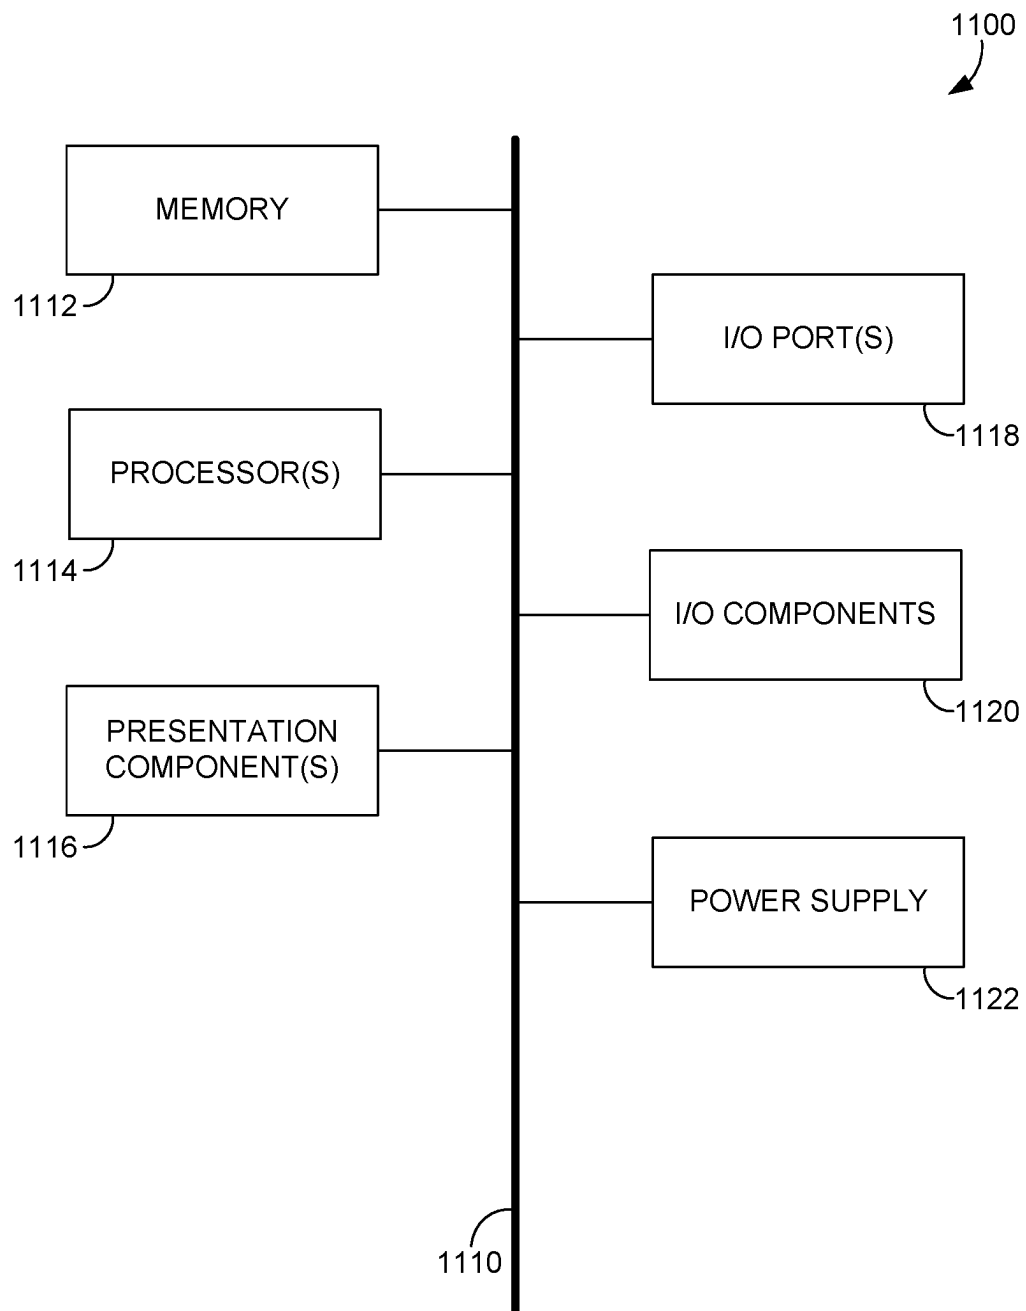 1100
MEMORY
1112
I/O PORT(S)
1118
PROCESSOR(S)
1114
I/O COMPONENTS
1120
PRESENTATION
COMPONENT(S)
1116
POWER SUPPLY
1122
1110